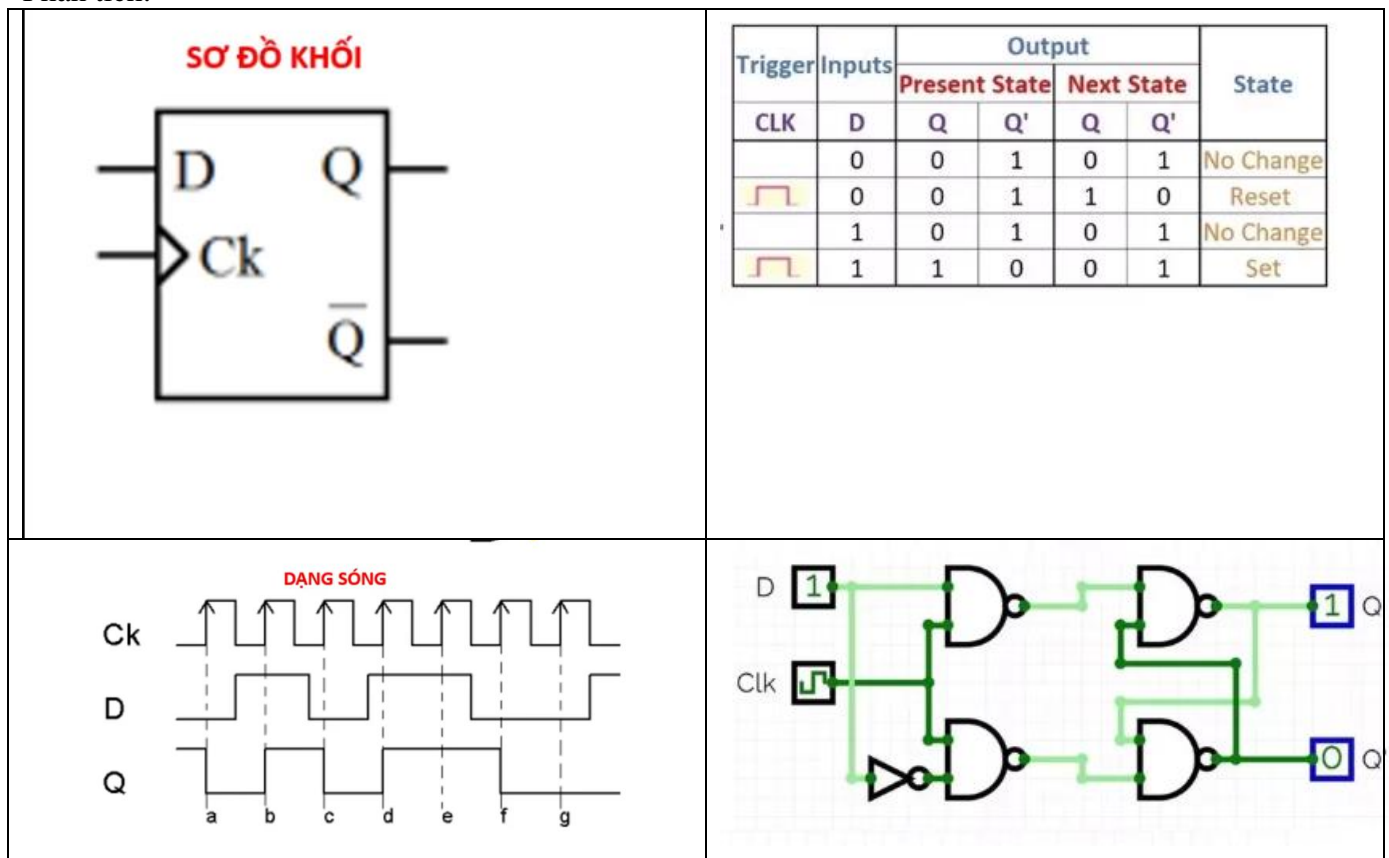 SƠ ĐỒ KHỐI
D Q
Ck
Q
Trigger Inputs Output State
Present State Next State
CLK D Q Q' Q Q'
0 0 1 0 1 No Change
0 0 1 1 0 Reset
1 0 1 0 1 No Change
1 1 0 0 1 Set
DẠNG SÓNG
Ck
D
Q
a b c d e f g
D 1 1 Q
Clk
0 Q'